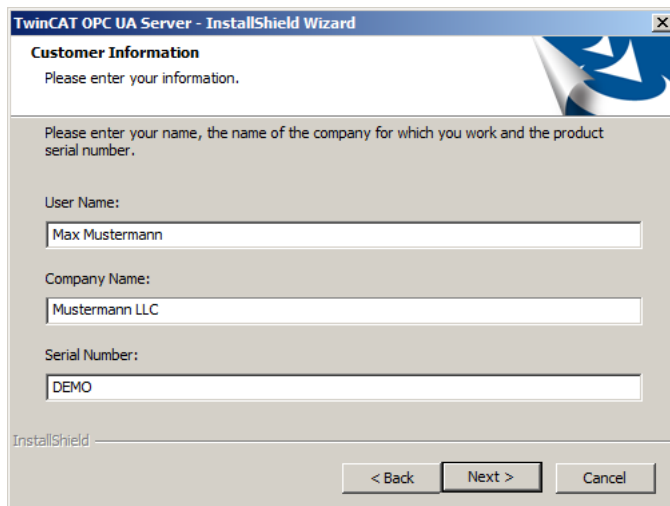 TwinCAT OPC UA Server - InstallShield Wizard
Customer Information
Please enter your information.
Please enter your name, the name of the company for which you work and the product
serial number.
User Name:
Max Mustermann
Company Name:
Mustermann LLC
Serial Number:
DEMO
InstallShield
< Back Next > Cancel